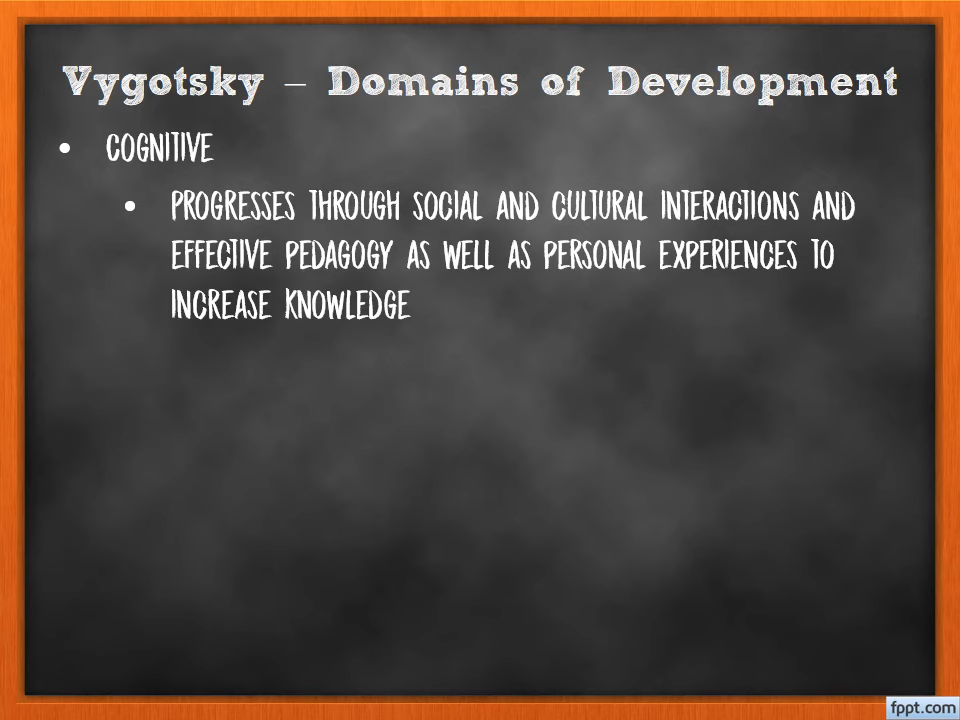 Vygotsky – Domains of Development
• COGNITIVE
• PROGRESSES THROUGH SOCIAL AND CULTURAL INTERACTIONS AND
EFFECTIVE PEDAGOGY AS WELL AS PERSONAL EXPERIENCES TO
INCREASE KNOWLEDGE
fppt.com